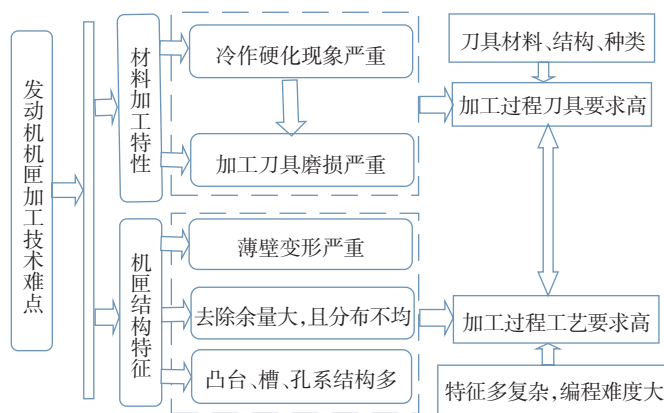 发动机机匣加工技术难点
材料加工特性
冷作硬化现象严重
加工刀具磨损严重
刀具材料、结构、种类
加工过程刀具要求高
机匣结构特征
薄壁变形严重
去除余量大,且分布不均
凸台、槽、孔系结构多
加工过程工艺要求高
特征多复杂,编程难度大